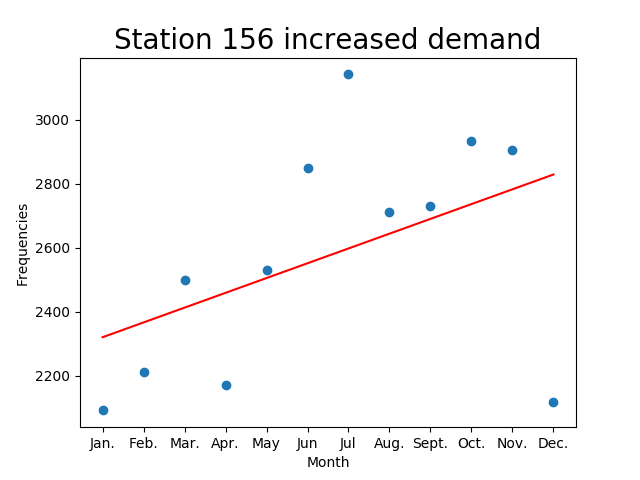 Station 156 increased demand
Frequencies
3000
2800
2600
2400
2200
Jan. Feb. Mar. Apr. May Jun Jul Aug. Sept. Oct. Nov. Dec.
Month